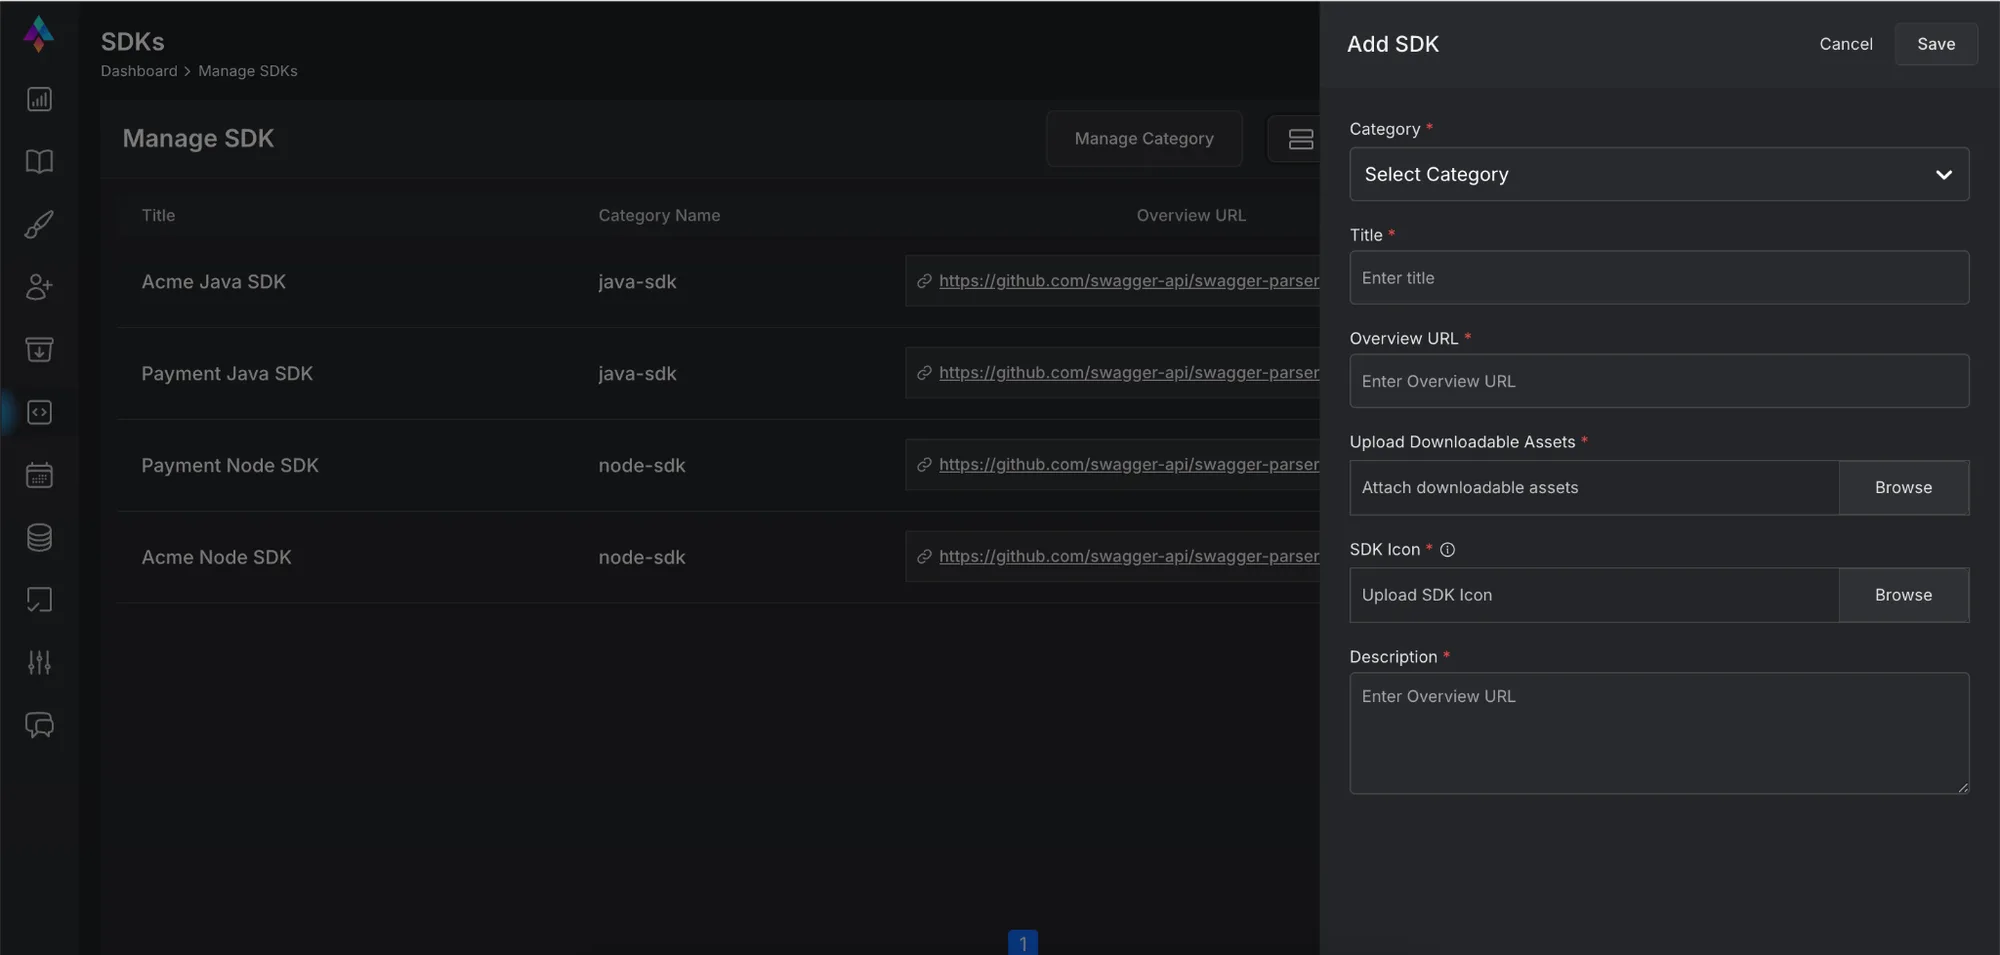 SDKs
Dashboard > Manage SDKs
Manage SDK
Manage Category
Title Category Name Overview URL
Acme Java SDK java-sdk https://github.com/swagger-api/swagger-parser
Payment Java SDK java-sdk https://github.com/swagger-api/swagger-parser
Payment Node SDK node-sdk https://github.com/swagger-api/swagger-parser
Acme Node SDK node-sdk https://github.com/swagger-api/swagger-parser
1
Add SDK
Cancel
Save
Category *
Select Category
Title *
Enter title
Overview URL *
Enter Overview URL
Upload Downloadable Assets *
Attach downloadable assets Browse
SDK Icon *
Upload SDK Icon Browse
Description *
Enter Overview URL